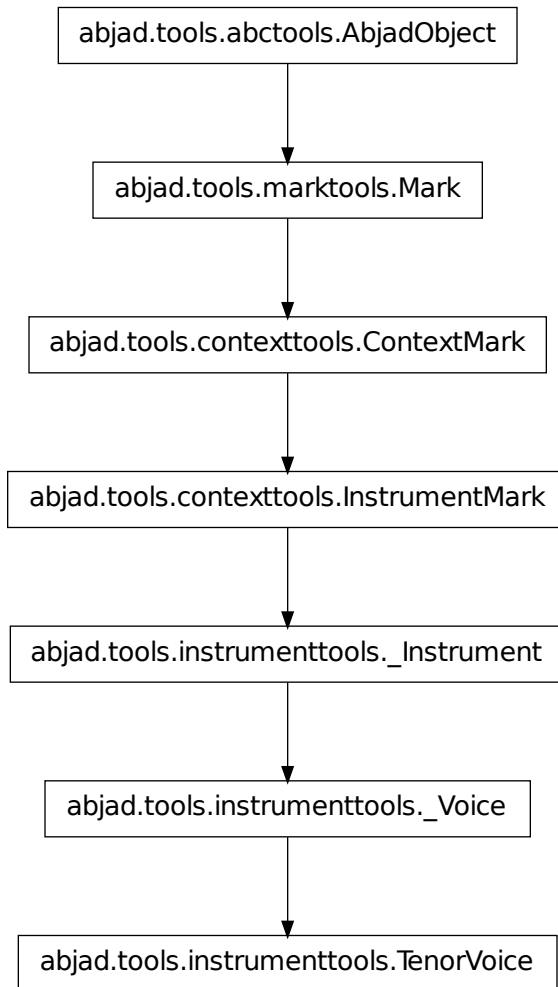 abjad.tools.abctools.AbjadObject
abjad.tools.marktools.Mark
abjad.tools.contexttools.ContextMark
abjad.tools.contexttools.InstrumentMark
abjad.tools.instrumenttools._Instrument
abjad.tools.instrumenttools._Voice
abjad.tools.instrumenttools.TenorVoice